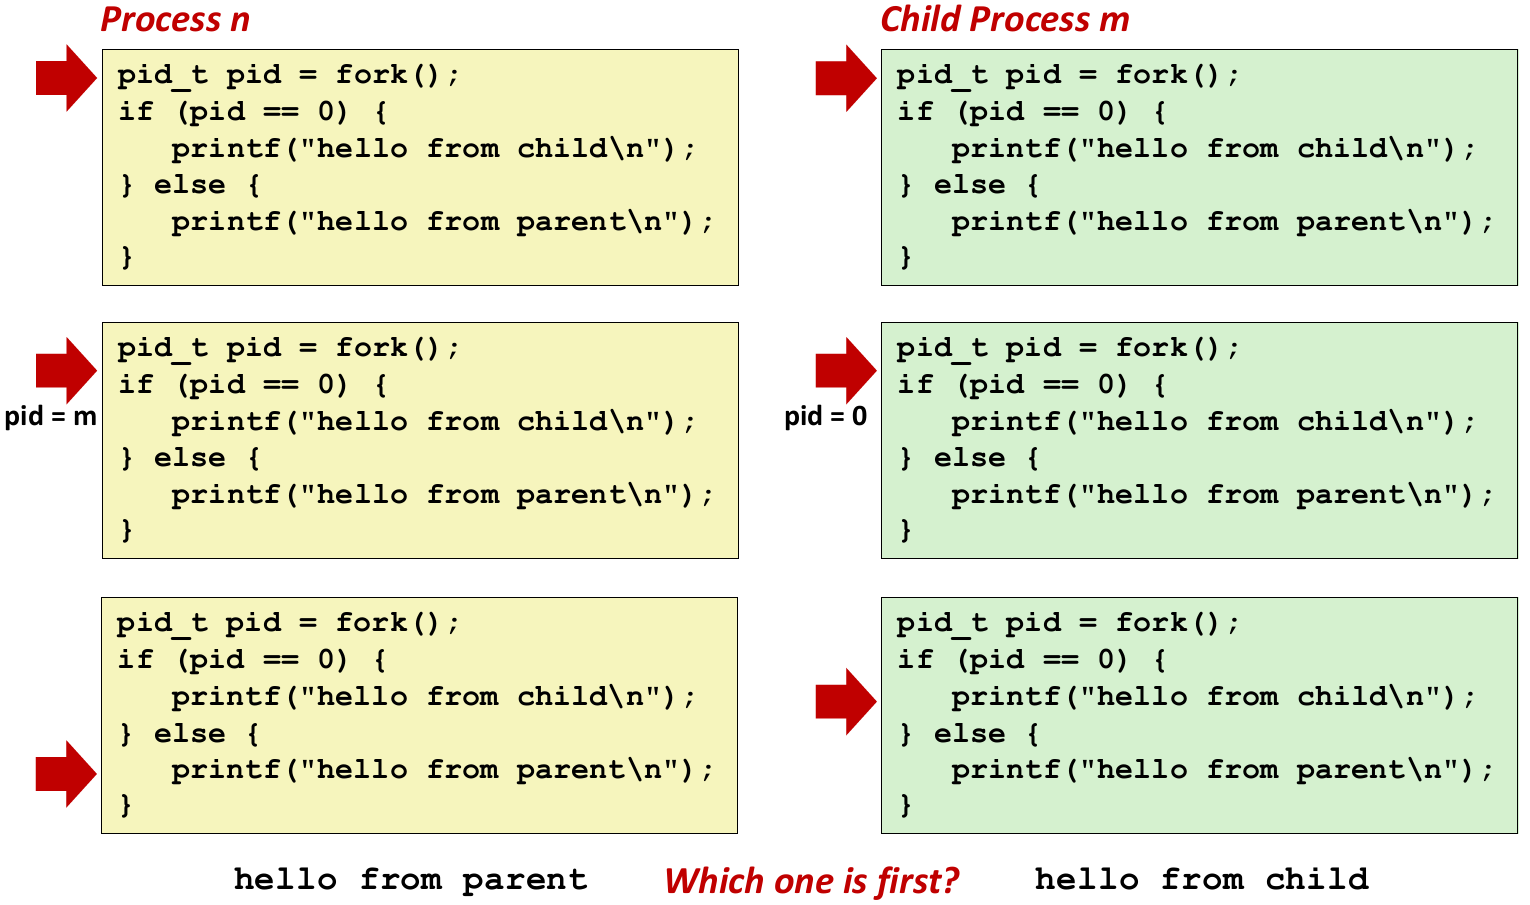 Process n
pid_t pid = fork();
if (pid == 0) {
   printf("hello from child\n");
} else {
   printf("hello from parent\n");
}
Child Process m
pid_t pid = fork();
if (pid == 0) {
   printf("hello from child\n");
} else {
   printf("hello from parent\n");
}
pid = m
pid_t pid = fork();
if (pid == 0) {
   printf("hello from child\n");
} else {
   printf("hello from parent\n");
}
pid = 0
pid_t pid = fork();
if (pid == 0) {
   printf("hello from child\n");
} else {
   printf("hello from parent\n");
}
pid_t pid = fork();
if (pid == 0) {
   printf("hello from child\n");
} else {
   printf("hello from parent\n");
}
pid_t pid = fork();
if (pid == 0) {
   printf("hello from child\n");
} else {
   printf("hello from parent\n");
}
hello from parent
Which one is first?
hello from child